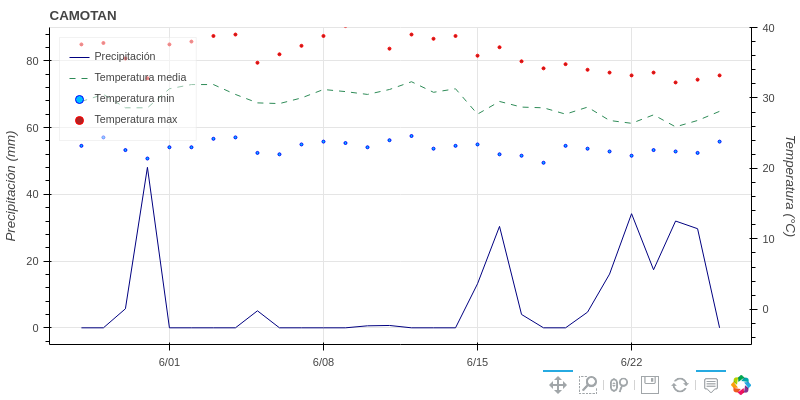 CAMOTAN
Precipitación
Temperatura media
Temperatura min
Temperatura max
Precipitación (mm)
80
60
40
20
0
Temperatura (°C)
40
30
20
10
0
6/01
6/08
6/15
6/22